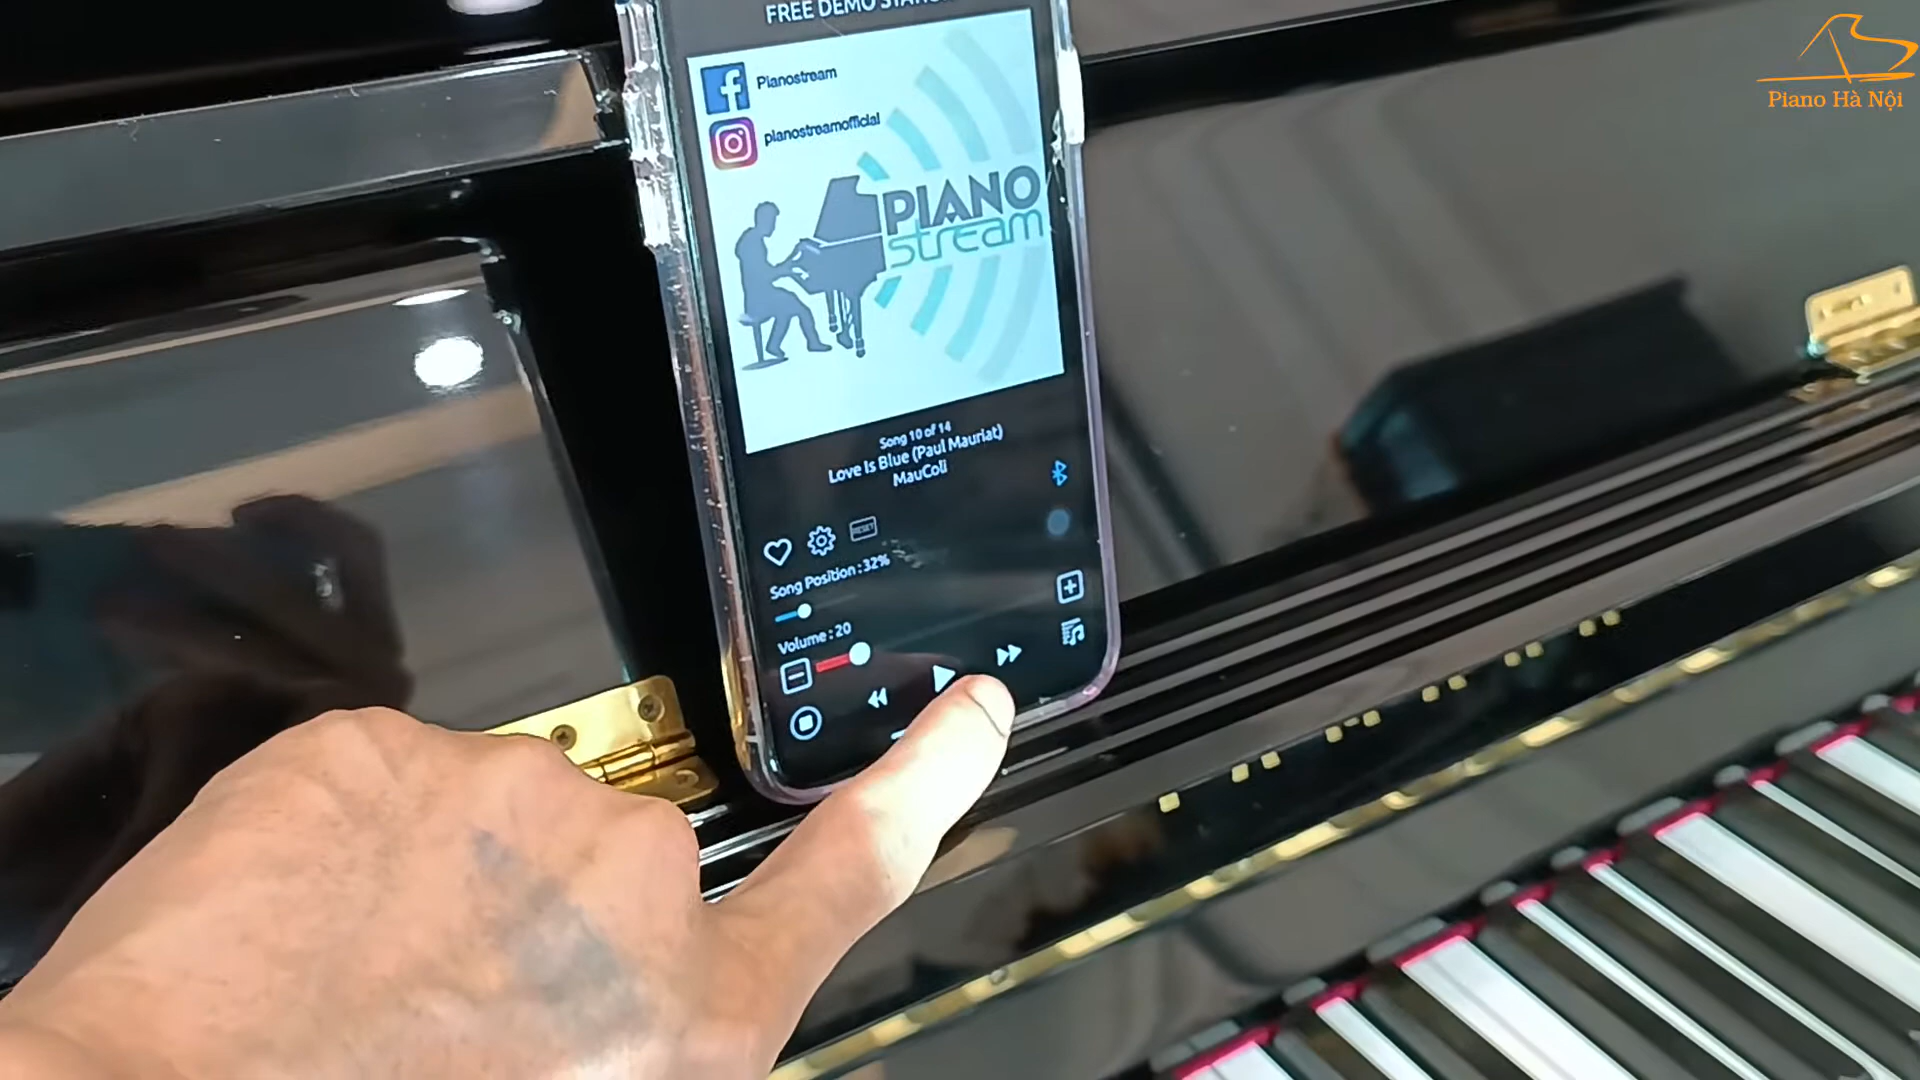 FREE DEMO
Pianostream
pianostreamofficial
PIANO
stream
Song 10 of 14
Love Is Blue (Paul Mauriat)
MauColi
RESET
Song Position : 32%
Volume : 20
Piano Hà Nội